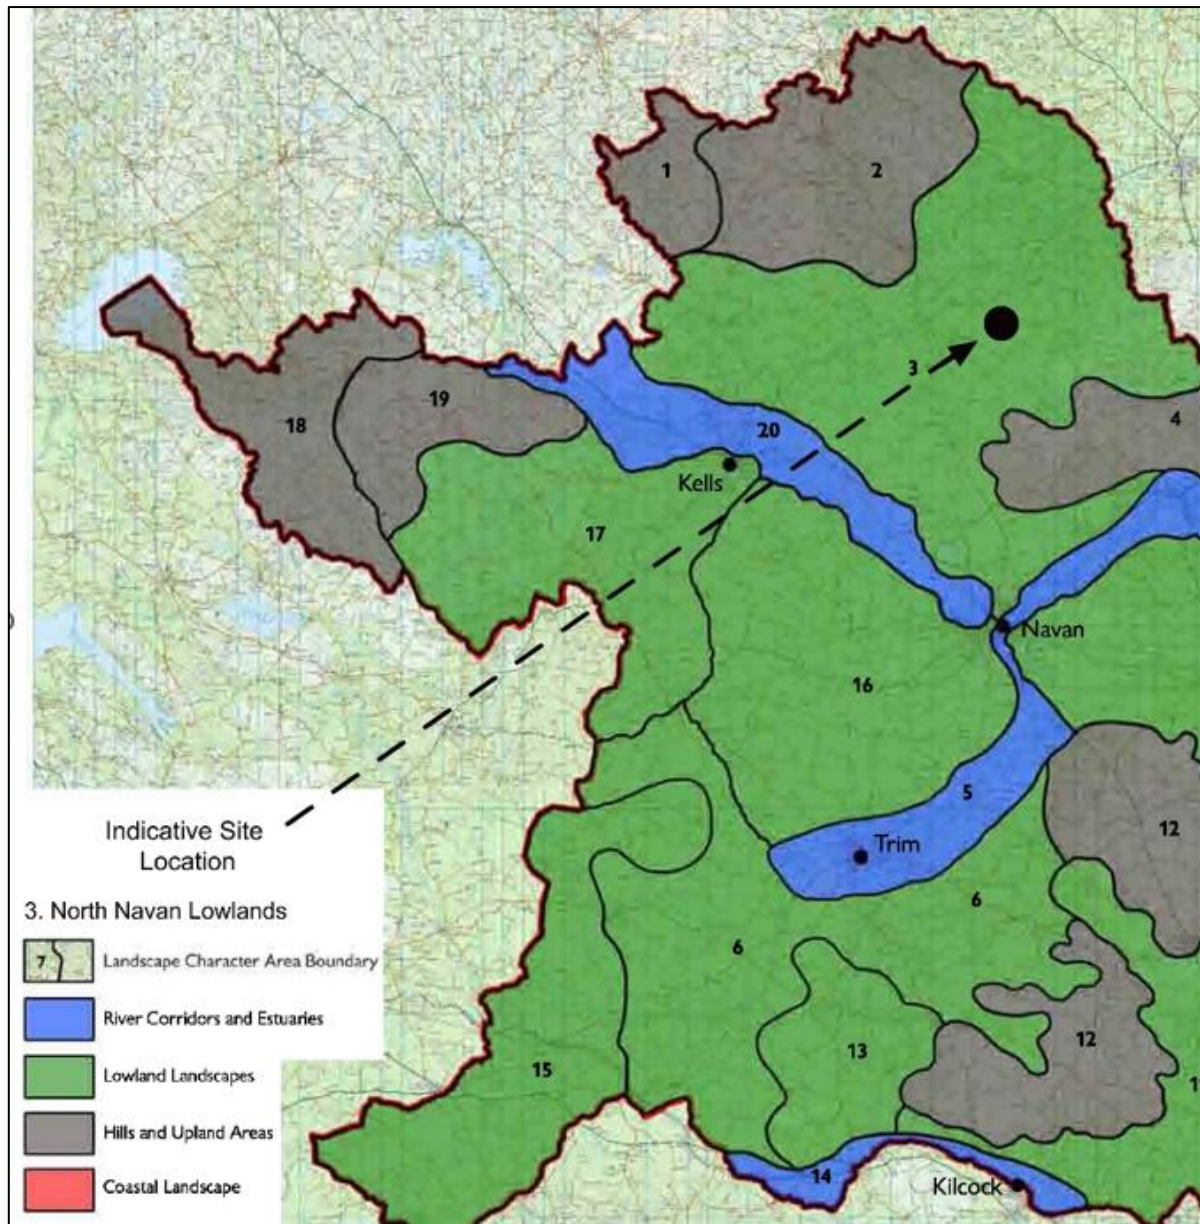 1
2
3
4
18
19
20
Kells
17
Navan
16
5
Trim
12
6
6
12
13
15
14
Kilcock
Indicative Site
Location
3. North Navan Lowlands
7
Landscape Character Area Boundary
River Corridors and Estuaries
Lowland Landscapes
Hills and Upland Areas
Coastal Landscape